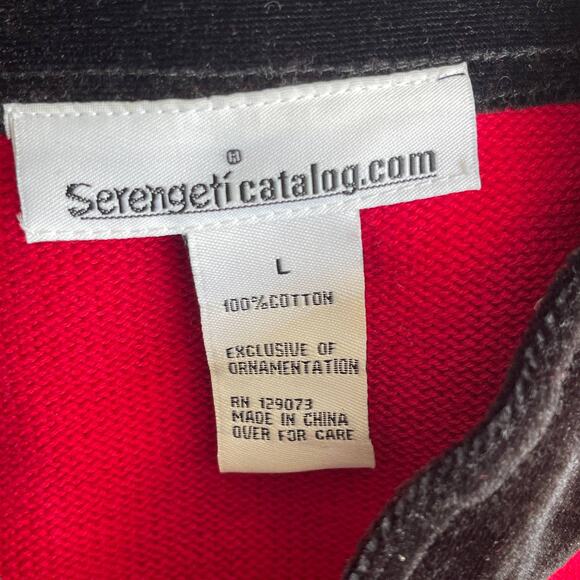 ®
Serengeticatalog.com
L
100%COTTON
EXCLUSIVE OF
ORNAMENTATION
RN 129073
MADE IN CHINA
OVER FOR CARE